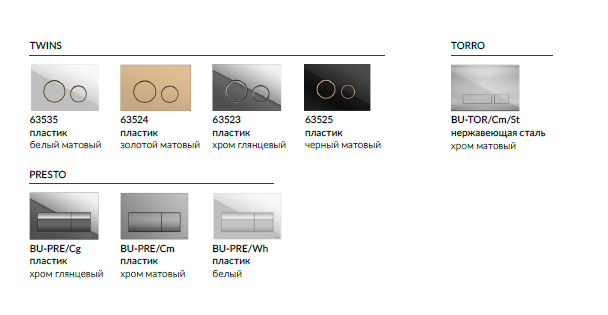 TWINS
63535
пластик
белый матовый
63524
пластик
золотой матовый
63523
пластик
хром глянцевый
63525
пластик
черный матовый
TORRO
BU-TOR/Cm/St
нержавеющая сталь
хром матовый
PRESTO
BU-PRE/Cg
пластик
хром глянцевый
BU-PRE/Cm
пластик
хром матовый
BU-PRE/Wh
пластик
белый